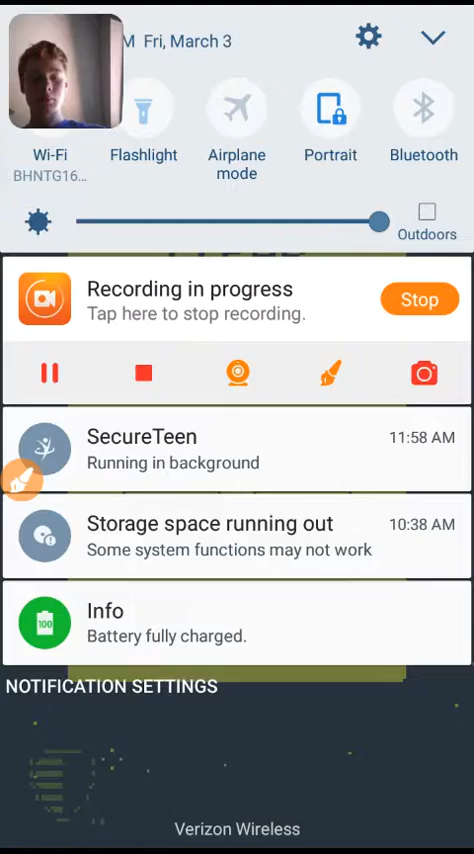 M Fri, March 3
Wi-Fi
BHNTG16...
Flashlight
Airplane
mode
Portrait
Bluetooth
Outdoors
Recording in progress
Tap here to stop recording.
Stop
SecureTeen
11:58 AM
Running in background
Storage space running out
10:38 AM
Some system functions may not work
100
Info
Battery fully charged.
NOTIFICATION SETTINGS
Verizon Wireless